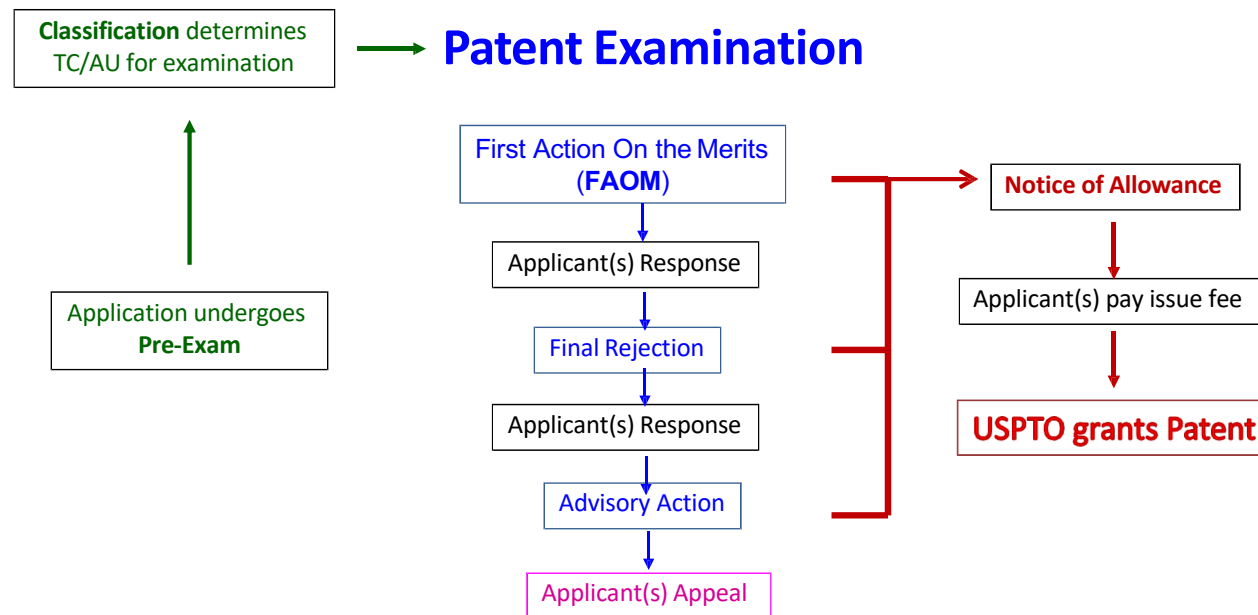 Classification determines
TC/AU for examination
Patent Examination
Application undergoes
Pre-Exam
First Action On the Merits
(FAOM)
Applicant(s) Response
Final Rejection
Applicant(s) Response
Advisory Action
Applicant(s) Appeal
Notice of Allowance
Applicant(s) pay issue fee
USPTO grants Patent